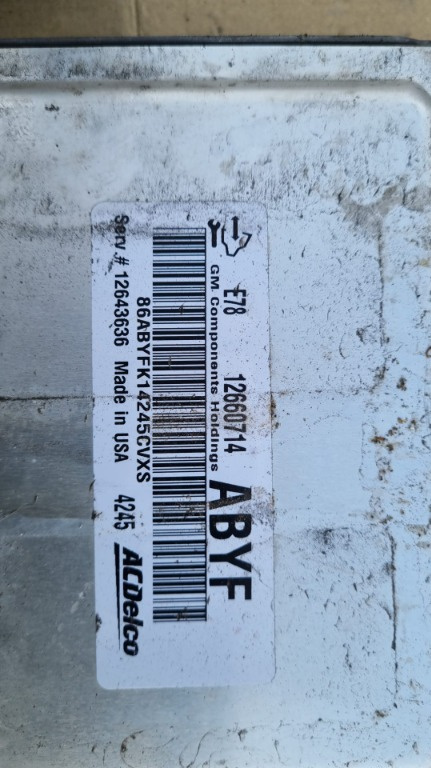 E78 12660714 ABYF
GM Components Holdings
86ABYFK14245CVXS
Serv.# 12643636 Made in USA 4245 ACDelco